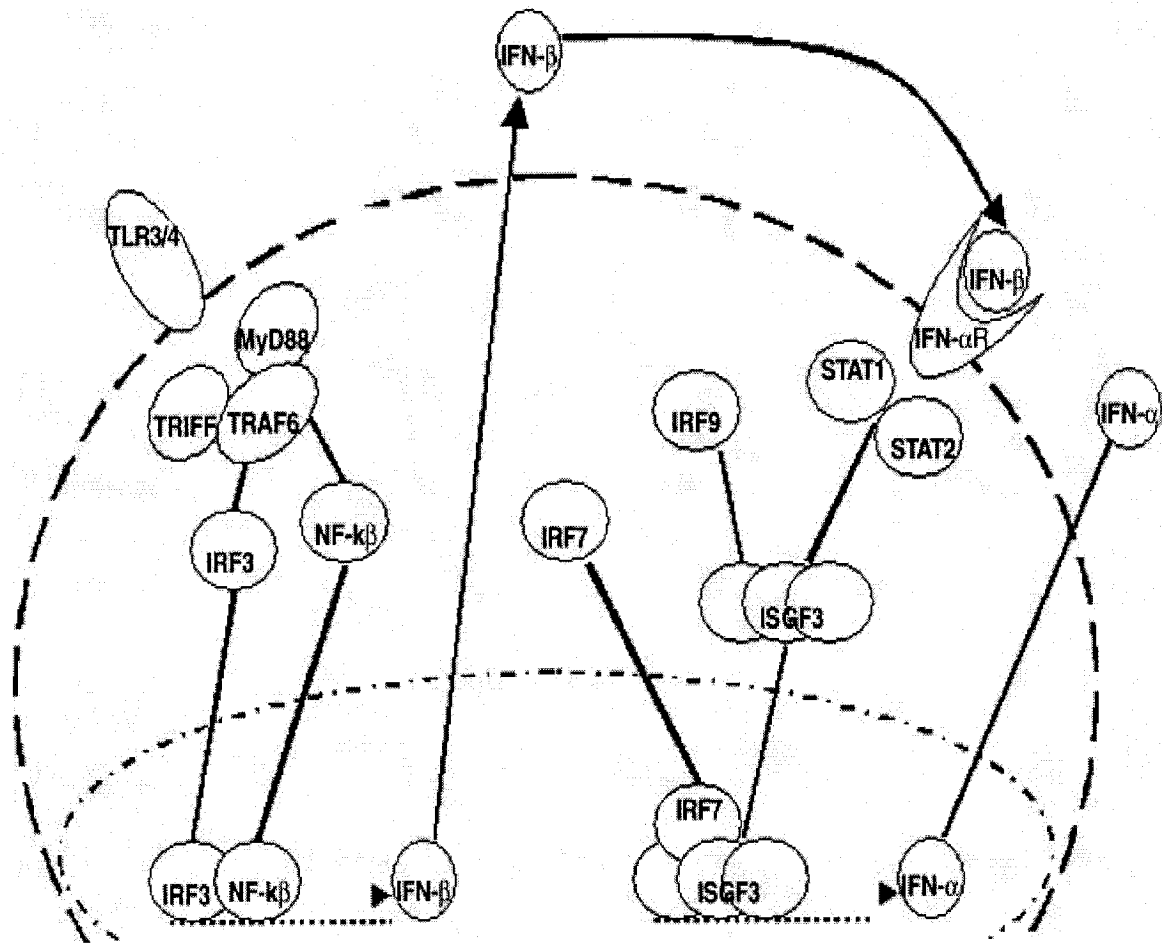 IFN-β
TLR3/4
IFN-β
MyD88
IFN-αR
STAT1
TRIFF TRAF6
IRF9
IFN-α
STAT2
NF-kβ
IRF7
IRF3
ISGF3
IRF7
IRF3 NF-kβ
IFN-β
ISGF3
IFN-α